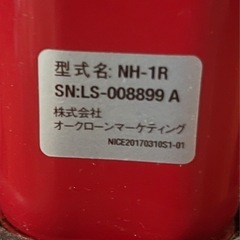 型式名: NH-1R
SN:LS-008899 A
株式会社
オークローンマーケティング
NICE20170310S1-01